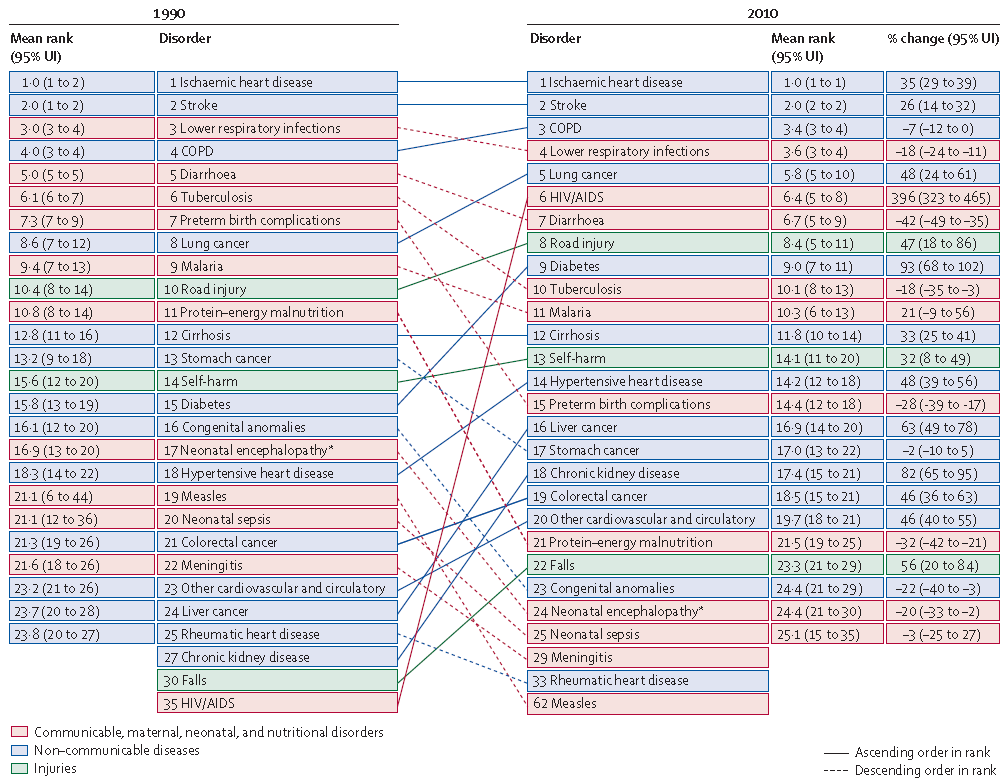 1990
2010
Mean rank
(95% UI)
Disorder
Disorder
Mean rank
(95% UI)
% change (95% UI)
1·0 (1 to 2) 1 Ischaemic heart disease 1 Ischaemic heart disease 1·0 (1 to 1) 35 (29 to 39)
2·0 (1 to 2) 2 Stroke 2 Stroke 2·0 (2 to 2) 26 (14 to 32)
3·0 (3 to 4) 3 Lower respiratory infections 3 COPD 3·4 (3 to 4) –7 (–12 to 0)
4·0 (3 to 4) 4 COPD 4 Lower respiratory infections 3·6 (3 to 4) –18 (–24 to –11)
5·0 (5 to 5) 5 Diarrhoea 5 Lung cancer 5·8 (5 to 10) 48 (24 to 61)
6·1 (6 to 7) 6 Tuberculosis 6 HIV/AIDS 6·4 (5 to 8) 396 (323 to 465)
7·3 (7 to 9) 7 Preterm birth complications 7 Diarrhoea 6·7 (5 to 9) –42 (–49 to –35)
8·6 (7 to 12) 8 Lung cancer 8 Road injury 8·4 (5 to 11) 47 (18 to 86)
9·4 (7 to 13) 9 Malaria 9 Diabetes 9·0 (7 to 11) 93 (68 to 102)
10·4 (8 to 14) 10 Road injury 10 Tuberculosis 10·1 (8 to 13) –18 (–35 to –3)
10·8 (8 to 14) 11 Protein–energy malnutrition 11 Malaria 10·3 (6 to 13) 21 (–9 to 56)
12·8 (11 to 16) 12 Cirrhosis 12 Cirrhosis 11·8 (10 to 14) 33 (25 to 41)
13·2 (9 to 18) 13 Stomach cancer 13 Self-harm 14·1 (11 to 20) 32 (8 to 49)
15·6 (12 to 20) 14 Self-harm 14 Hypertensive heart disease 14·2 (12 to 18) 48 (39 to 56)
15·8 (13 to 19) 15 Diabetes 15 Preterm birth complications 14·4 (12 to 18) –28 (-39 to -17)
16·1 (12 to 20) 16 Congenital anomalies 16 Liver cancer 16·9 (14 to 20) 63 (49 to 78)
16·9 (13 to 20) 17 Neonatal encephalopathy* 17 Stomach cancer 17·0 (13 to 22) –2 (–10 to 5)
18·3 (14 to 22) 18 Hypertensive heart disease 18 Chronic kidney disease 17·4 (15 to 21) 82 (65 to 95)
21·1 (6 to 44) 19 Measles 19 Colorectal cancer 18·5 (15 to 21) 46 (36 to 63)
21·1 (12 to 36) 20 Neonatal sepsis 20 Other cardiovascular and circulatory 19·7 (18 to 21) 46 (40 to 55)
21·3 (19 to 26) 21 Colorectal cancer 21 Protein–energy malnutrition 21·5 (19 to 25) –32 (–42 to –21)
21·6 (18 to 26) 22 Meningitis 22 Falls 23·3 (21 to 29) 56 (20 to 84)
23·2 (21 to 26) 23 Other cardiovascular and circulatory 23 Congenital anomalies 24·4 (21 to 29) –22 (–40 to –3)
23·7 (20 to 28) 24 Liver cancer 24 Neonatal encephalopathy* 24·4 (21 to 30) –20 (–33 to –2)
23·8 (20 to 27) 25 Rheumatic heart disease 25 Neonatal sepsis 25·1 (15 to 35) –3 (–25 to 27)
27 Chronic kidney disease 29 Meningitis
30 Falls 33 Rheumatic heart disease
35 HIV/AIDS 62 Measles
Communicable, maternal, neonatal, and nutritional disorders
Non–communicable diseases
Injuries
Ascending order in rank
Descending order in rank